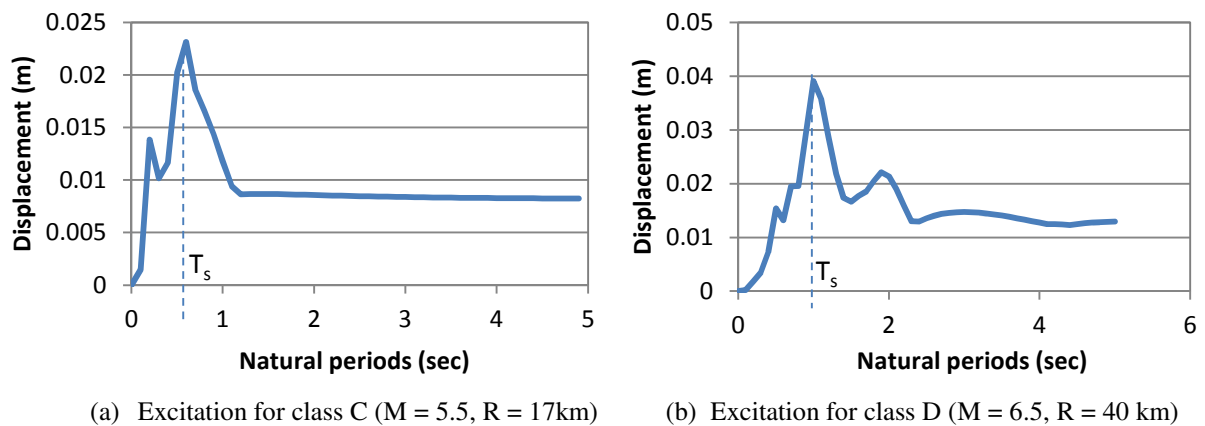 Displacement (m)
0.025
0.02
0.015
0.01
0.005
0
T_s
0 1 2 3 4 5
Natural periods (sec)
(a) Excitation for class C (M = 5.5, R = 17km)
Displacement (m)
0.05
0.04
0.03
0.02
0.01
0
T_s
0 2 4 6
Natural periods (sec)
(b) Excitation for class D (M = 6.5, R = 40 km)